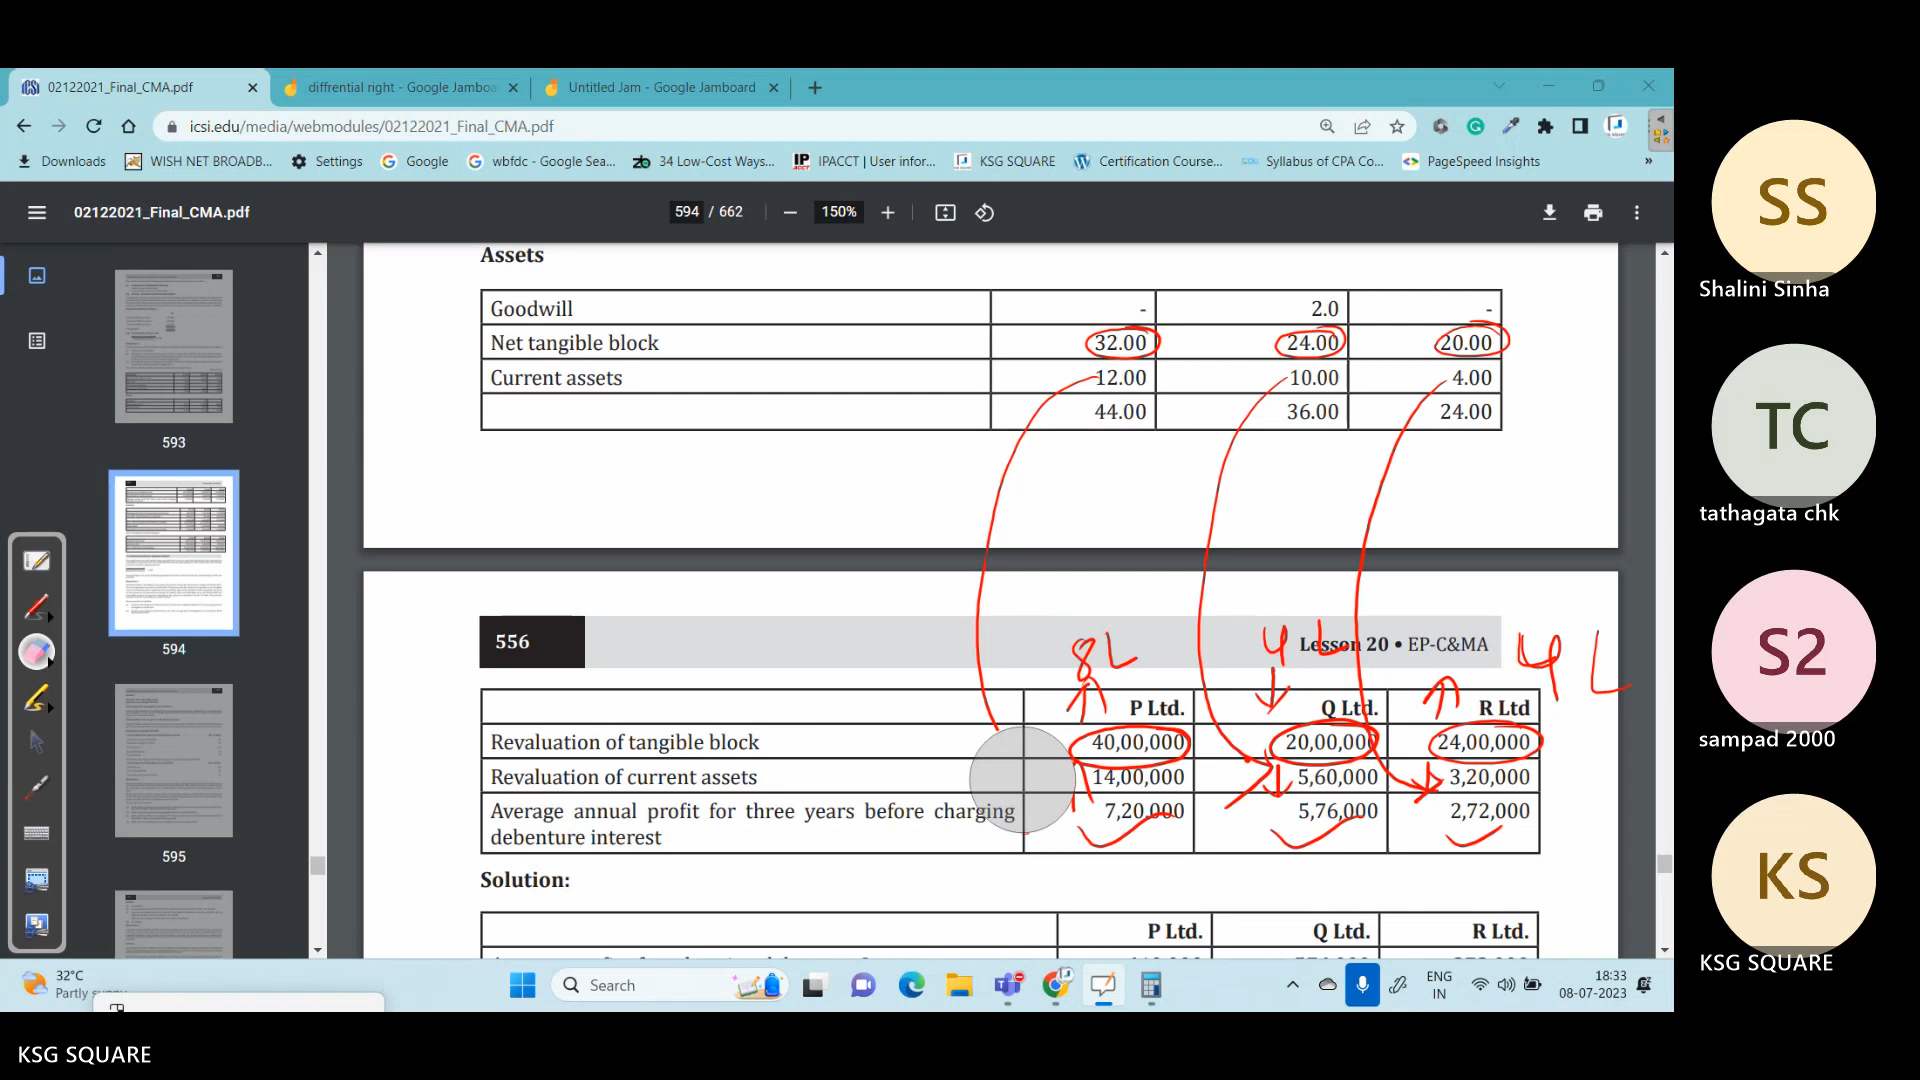 02122021_Final_CMA.pdf
diffrential right - Google Jamboa
Untitled Jam - Google Jamboard
icsi.edu/media/webmodules/02122021_Final_CMA.pdf
Downloads
WISH NET BROADB...
Settings
Google
wbfdc - Google Sea...
34 Low-Cost Ways...
IPACCT | User infor...
KSG SQUARE
Certification Course...
Syllabus of CPA Co...
PageSpeed Insights
»
02122021_Final_CMA.pdf
594 / 662
150%
593
594
595
Assets
Goodwill - 2.0 -
Net tangible block 32.00 24.00 20.00
Current assets 12.00 10.00 4.00
44.00 36.00 24.00
556
Lesson 20 • EP-C&MA
8L
4 L
4 L
P Ltd. Q Ltd. R Ltd
Revaluation of tangible block 40,00,000 20,00,000 24,00,000
Revaluation of current assets 14,00,000 5,60,000 3,20,000
Average annual profit for three years before charging debenture interest 7,20,000 5,76,000 2,72,000
Solution:
P Ltd. Q Ltd. R Ltd.
32°C
Partly sunny
Search
ENG
IN
18:33
08-07-2023
SS
Shalini Sinha
TC
tathagata chk
S2
sampad 2000
KS
KSG SQUARE
KSG SQUARE